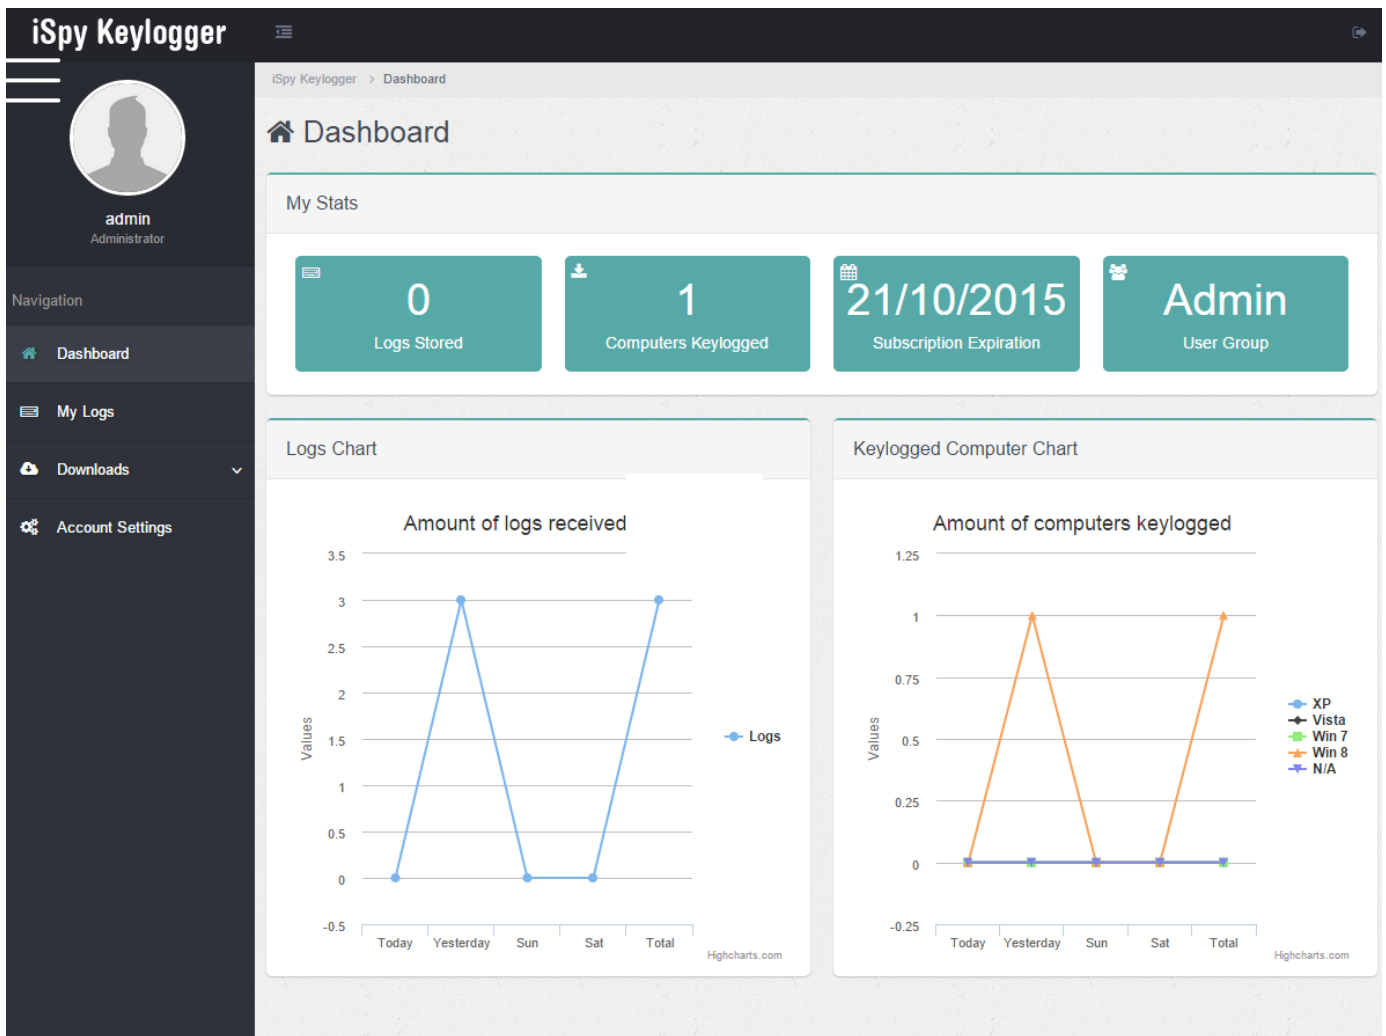 iSpy Keylogger
iSpy Keylogger > Dashboard
Dashboard
admin
Administrator
Navigation
Dashboard
My Logs
Downloads
Account Settings
My Stats
0
Logs Stored
1
Computers Keylogged
21/10/2015
Subscription Expiration
Admin
User Group
Logs Chart
Amount of logs received
3.5
3
2.5
2
1.5
1
0.5
0
-0.5
Values
Today Yesterday Sun Sat Total
Logs
Highcharts.com
Keylogged Computer Chart
Amount of computers keylogged
1.25
1
0.75
0.5
0.25
0
-0.25
Values
Today Yesterday Sun Sat Total
XP
Vista
Win 7
Win 8
N/A
Highcharts.com